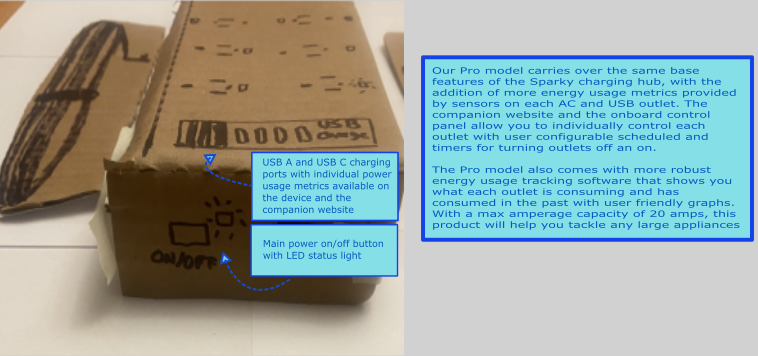 USB
charge
USB A and USB C charging
ports with individual power
usage metrics available on
the device and the
companion website
Main power on/off button
with LED status light
ON/OFF
Our Pro model carries over the same base
features of the Sparky charging hub, with the
addition of more energy usage metrics provided
by sensors on each AC and USB outlet. The
companion website and the onboard control
panel allow you to individually control each
outlet with user configurable scheduled and
timers for turning outlets off an on.
The Pro model also comes with more robust
energy usage tracking software that shows you
what each outlet is consuming and has
consumed in the past with user friendly graphs.
With a max amperage capacity of 20 amps, this
product will help you tackle any large appliances